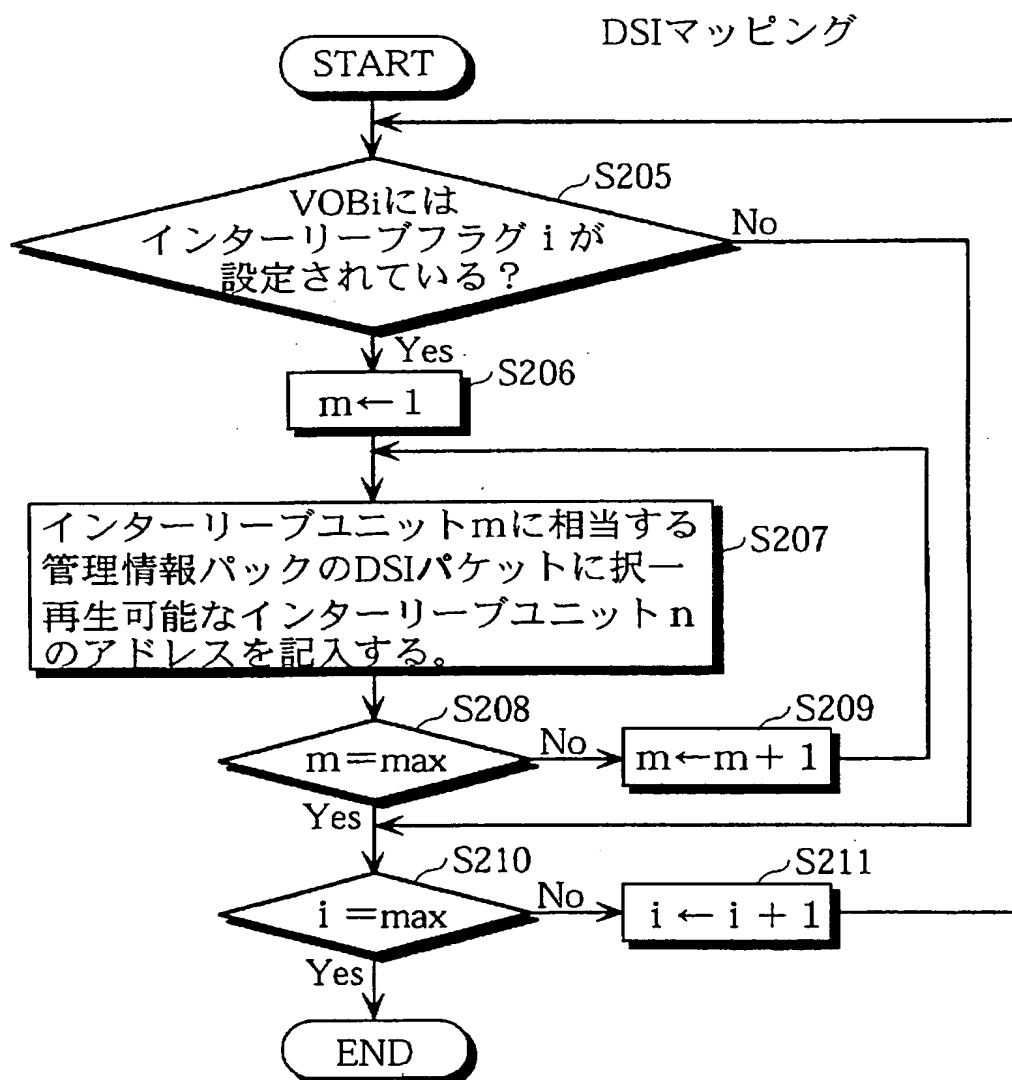 DSIマッピング
START
S205
VOBiには
インターリーブフラグ i が
設定されている？
No
Yes
S206
m←1
S207
インターリーブユニットmに相当する
管理情報パックのDSIパケットに択一
再生可能なインターリーブユニット n
のアドレスを記入する。
S208
m=max
No
S209
m←m+1
Yes
S210
i =max
No
S211
i ← i + 1
Yes
END